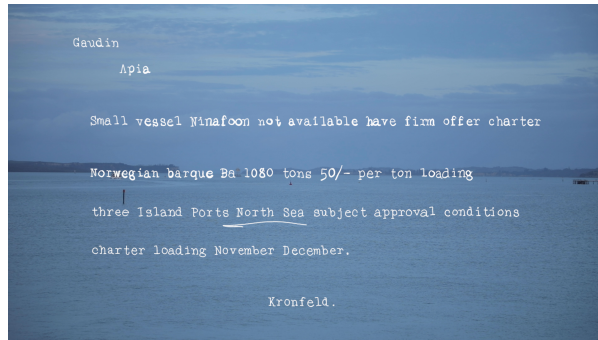 Gaudin
Apia
Small vessel Ninafoon not available have firm offer charter
Norwegian barque Ba 1080 tons 50/- per ton loading
three Island Ports North Sea subject approval conditions
charter loading November December.
Kronfeld.